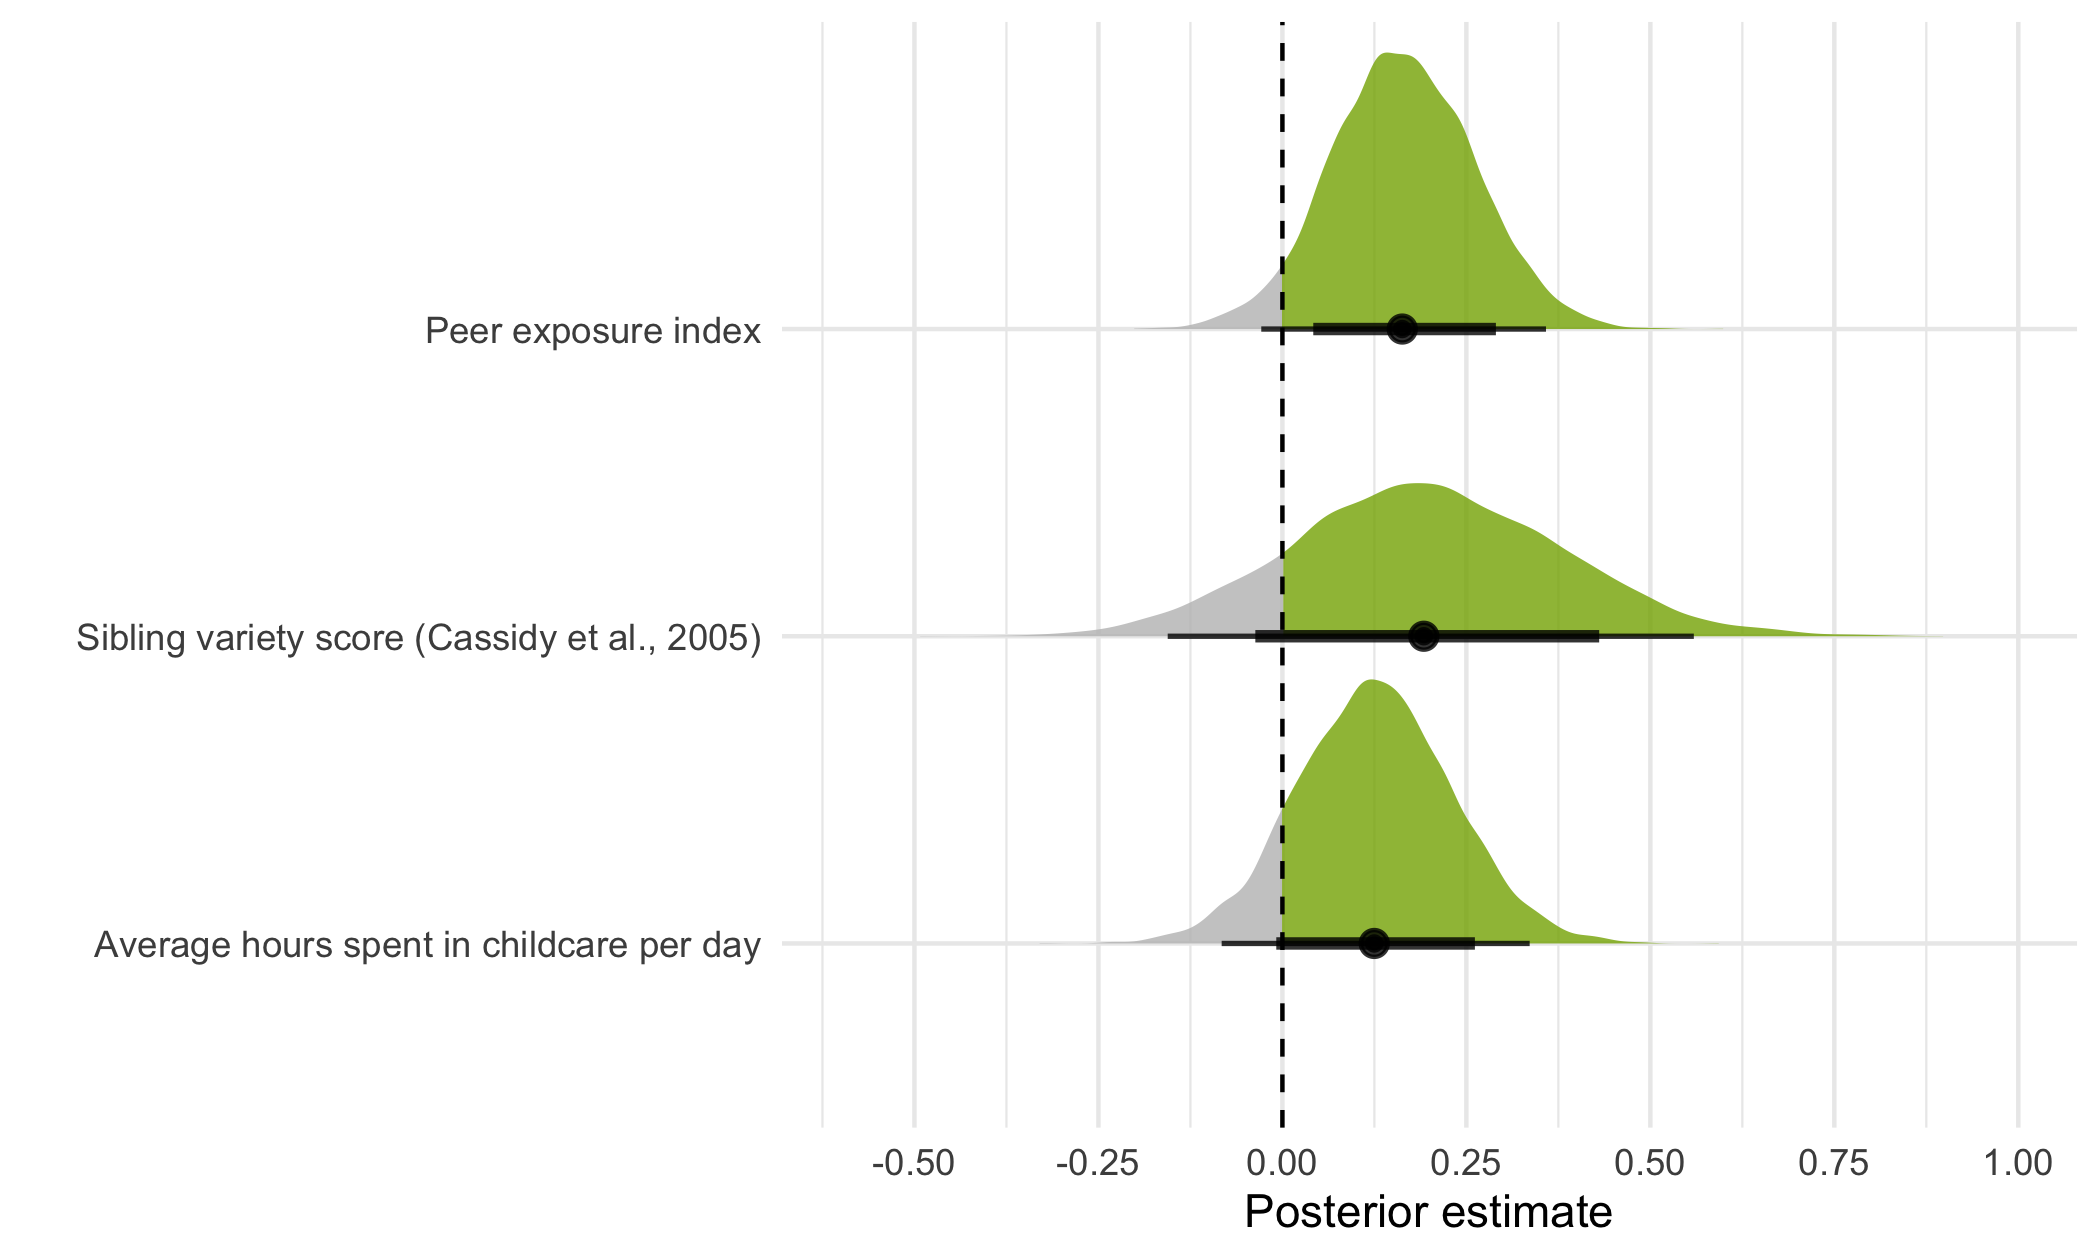 Peer exposure index
Sibling variety score (Cassidy et al., 2005)
Average hours spent in childcare per day
-0.50 -0.25 0.00 0.25 0.50 0.75 1.00
Posterior estimate